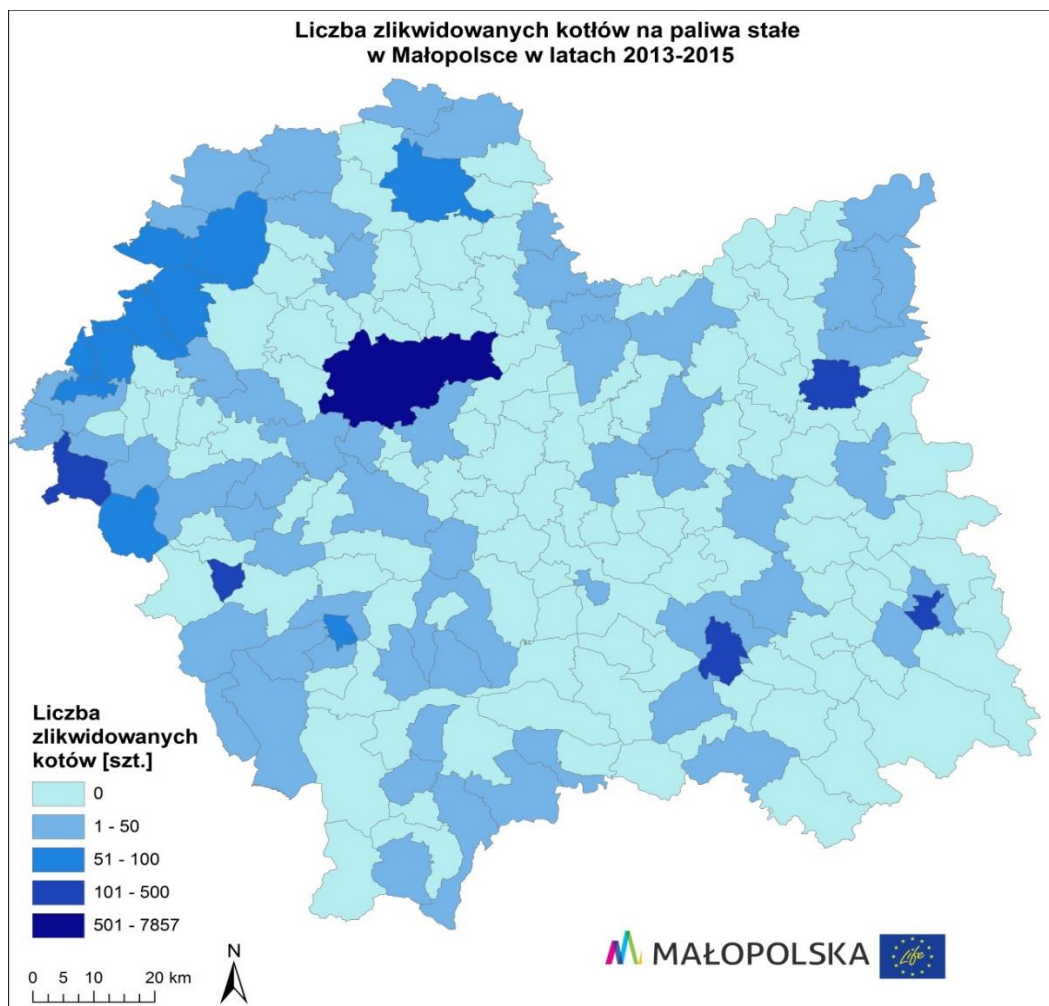 Liczba zlikwidowanych kotłów na paliwa stałe
w Małopolsce w latach 2013-2015
Liczba
zlikwidowanych
kotów [szt.]
0
1 - 50
51 - 100
101 - 500
501 - 7857
0 5 10 20 km
N
MAŁOPOLSKA
Life